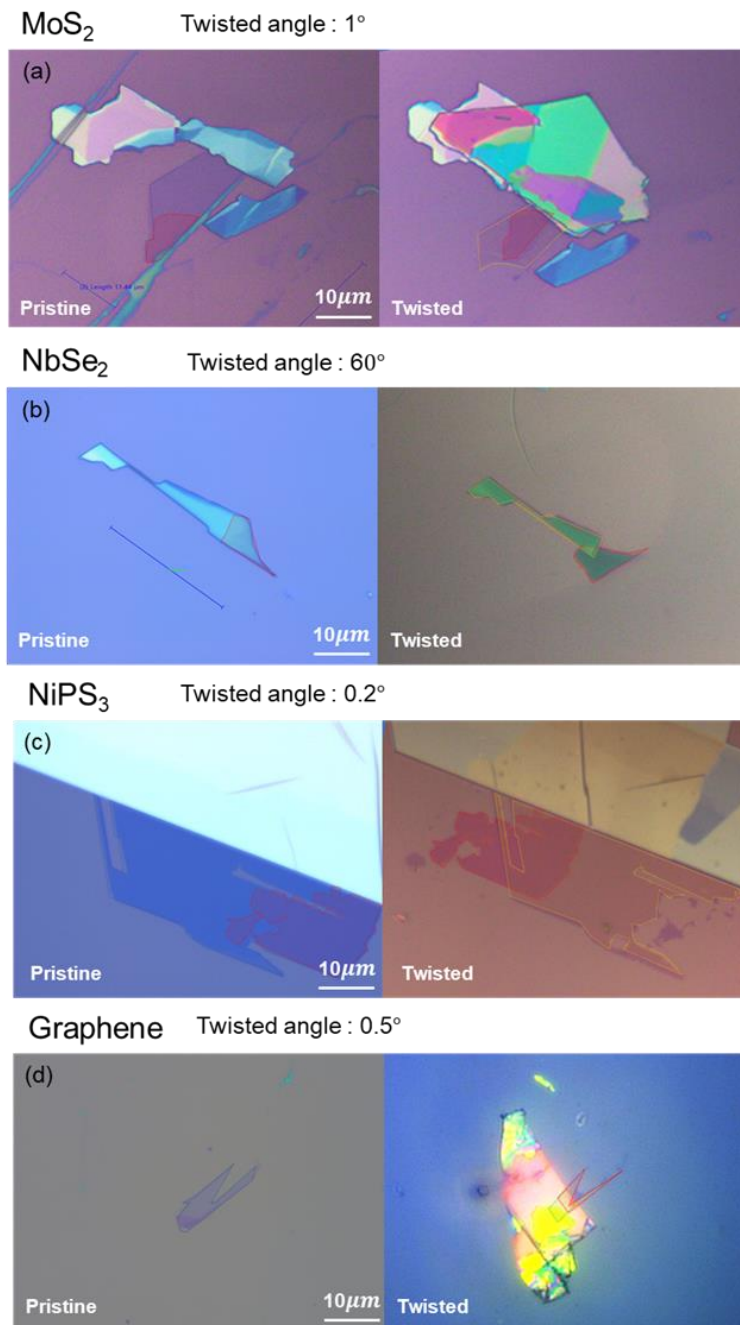 MoS₂ Twisted angle : 1°
(a)
Pristine 10μm Twisted
NbSe₂ Twisted angle : 60°
(b)
Pristine 10μm Twisted
NiPS₃ Twisted angle : 0.2°
(c)
Pristine 10μm Twisted
Graphene Twisted angle : 0.5°
(d)
Pristine 10μm Twisted